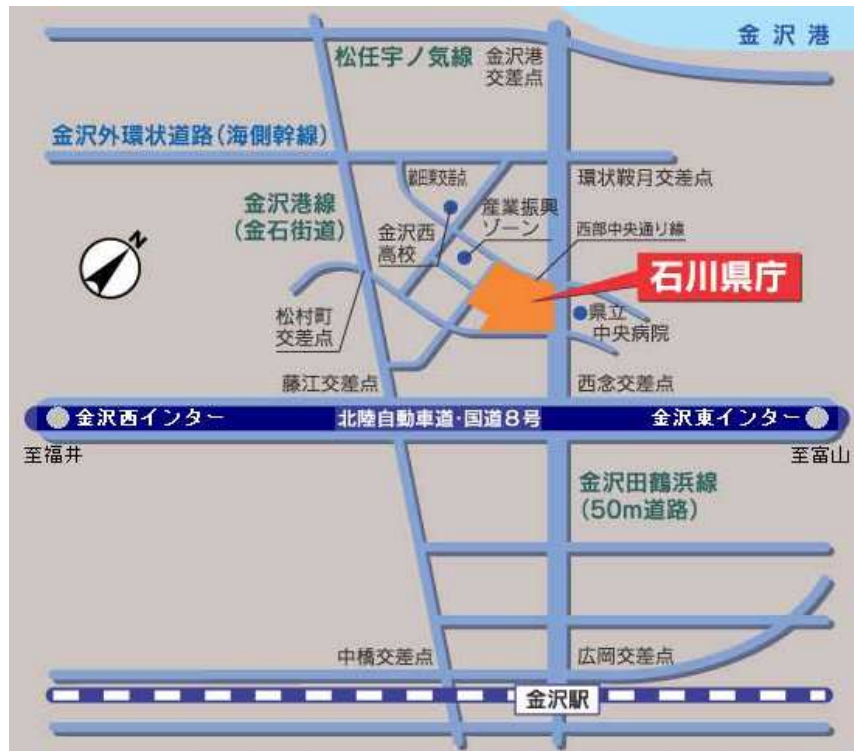 金沢港
松任宇ノ気線
金沢港
交差点
金沢外環状道路(海側幹線)
環状鞍月交差点
金沢港線
(金石街道)
金沢西
高校
産業振興
ゾーン
西部中央通り線
N
石川県庁
松村町
交差点
県立
中央病院
藤江交差点
西念交差点
金沢西インター
北陸自動車道・国道8号
金沢東インター
至福井
至富山
金沢田鶴浜線
(50m道路)
中橋交差点
広岡交差点
金沢駅